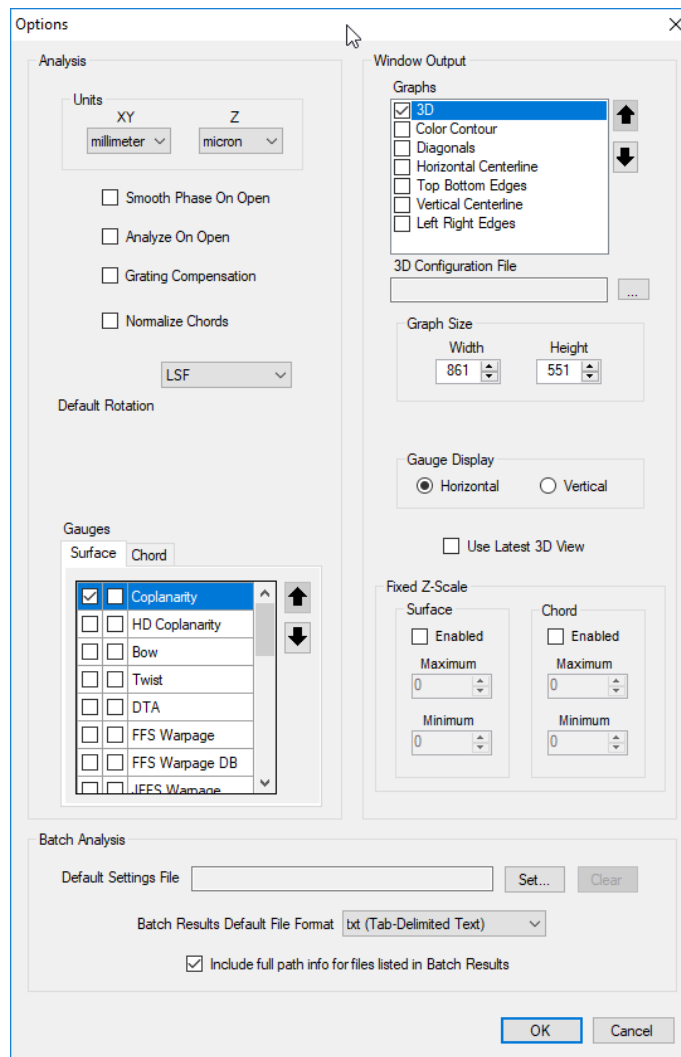 Options
Analysis
Units
XY
Z
millimeter
micron
Smooth Phase On Open
Analyze On Open
Grating Compensation
Normalize Chords
LSF
Default Rotation
Gauges
Surface
Chord
Coplanarity
HD Coplanarity
Bow
Twist
DTA
FFS Warpage
FFS Warpage DB
JFFS Warpage
Window Output
Graphs
3D
Color Contour
Diagonals
Horizontal Centerline
Top Bottom Edges
Vertical Centerline
Left Right Edges
3D Configuration File
...
Graph Size
Width
Height
861
551
Gauge Display
Horizontal
Vertical
Use Latest 3D View
Fixed Z-Scale
Surface
Enabled
Maximum
0
Minimum
0
Chord
Enabled
Maximum
0
Minimum
0
Batch Analysis
Default Settings File
Set...
Clear
Batch Results Default File Format
txt (Tab-Delimited Text)
Include full path info for files listed in Batch Results
OK
Cancel